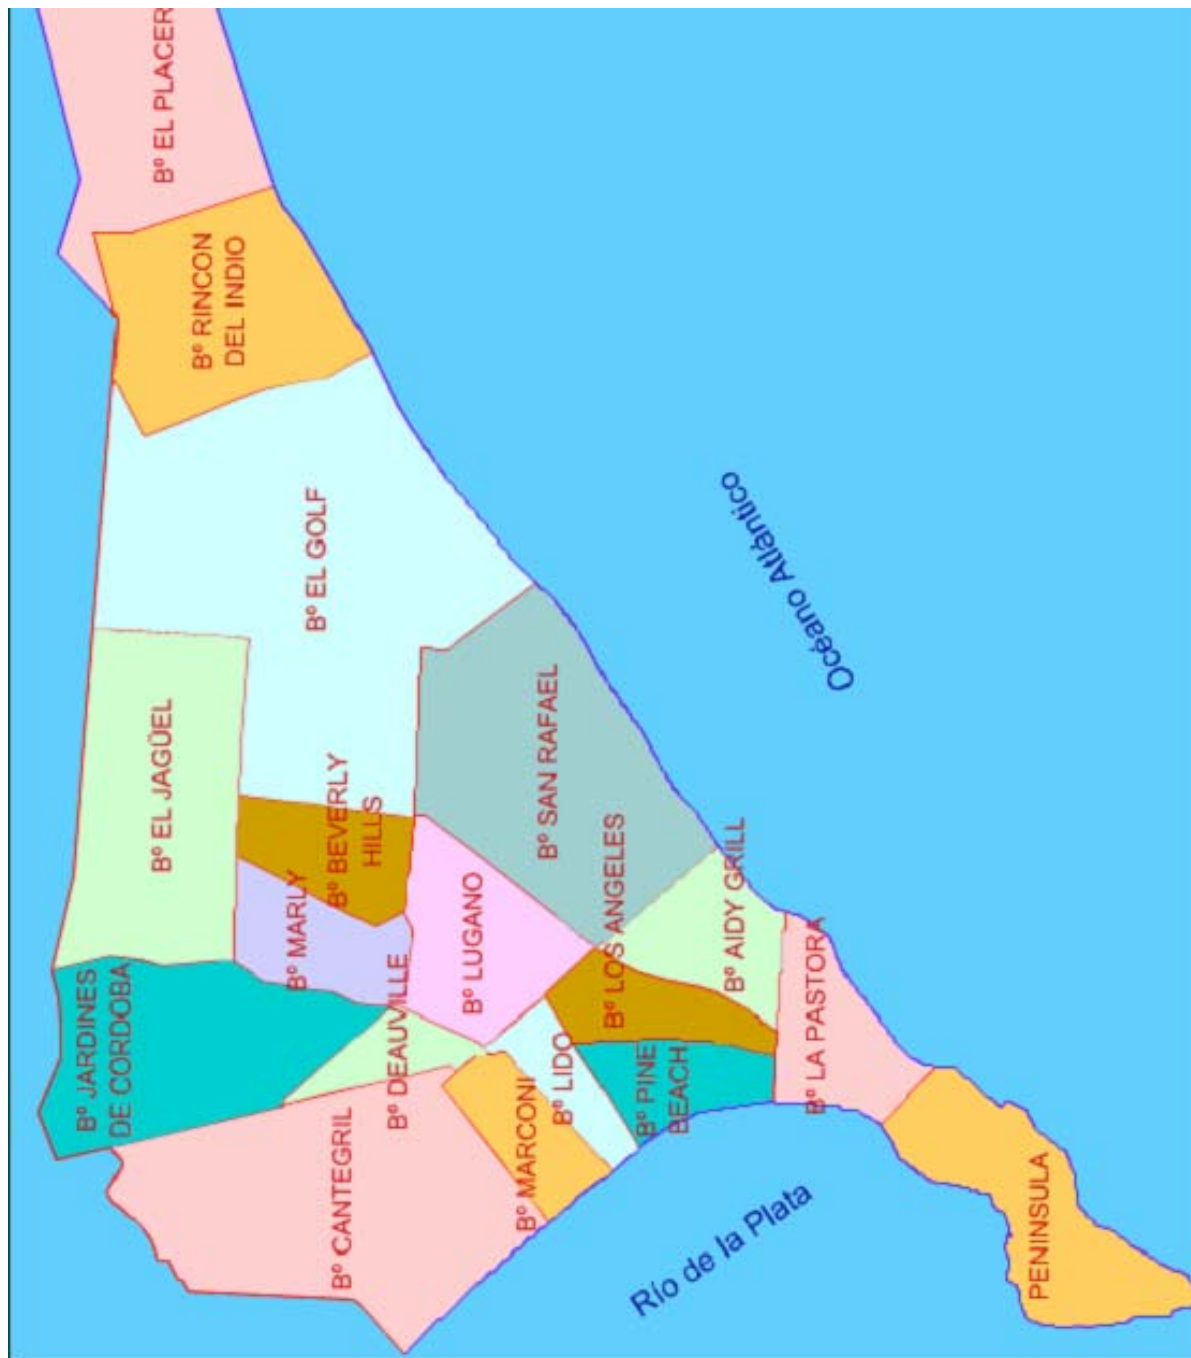 Bº EL PLACER
Bº RINCON
DEL INDIO
Bº EL GOLF
Bº EL JAGÜEL
Bº BEVERLY
HILLS
Bº SAN RAFAEL
Bº MARLY
Bº LUGANO
Bº LOS ANGELES
Bº AIDY GRILL
Bº JARDINES
DE CORDOBA
Bº DEAUVILLE
Bº LIDO
Bº PINE
BEACH
Bº LA PASTORA
Bº CANTEGRIL
Bº MARCONI
PENINSULA
Océano Atlàntico
Río de la Plata